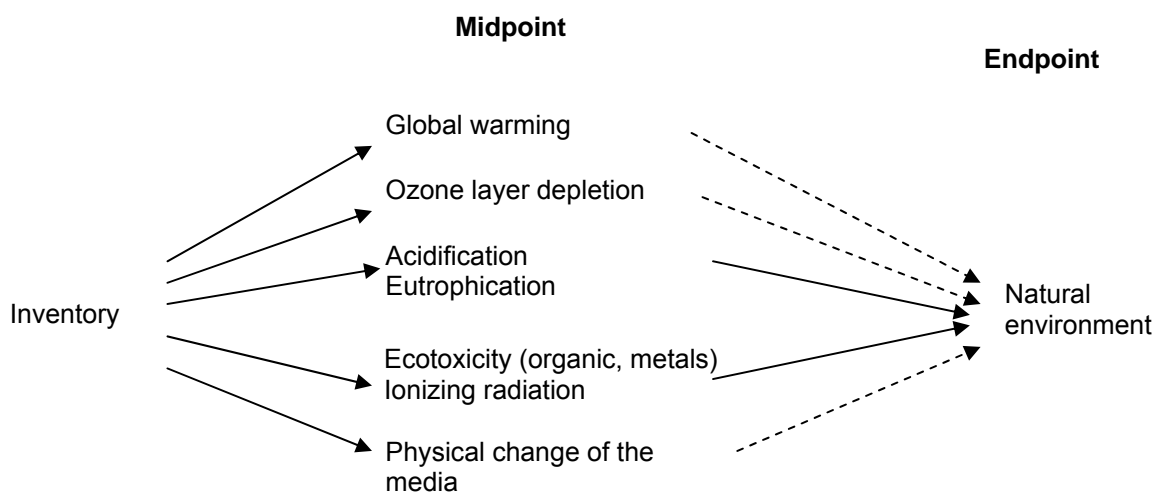 Midpoint
Endpoint
Global warming
Ozone layer depletion
Acidification
Eutrophication
Inventory
Natural
environment
Ecotoxicity (organic, metals)
Ionizing radiation
Physical change of the
media